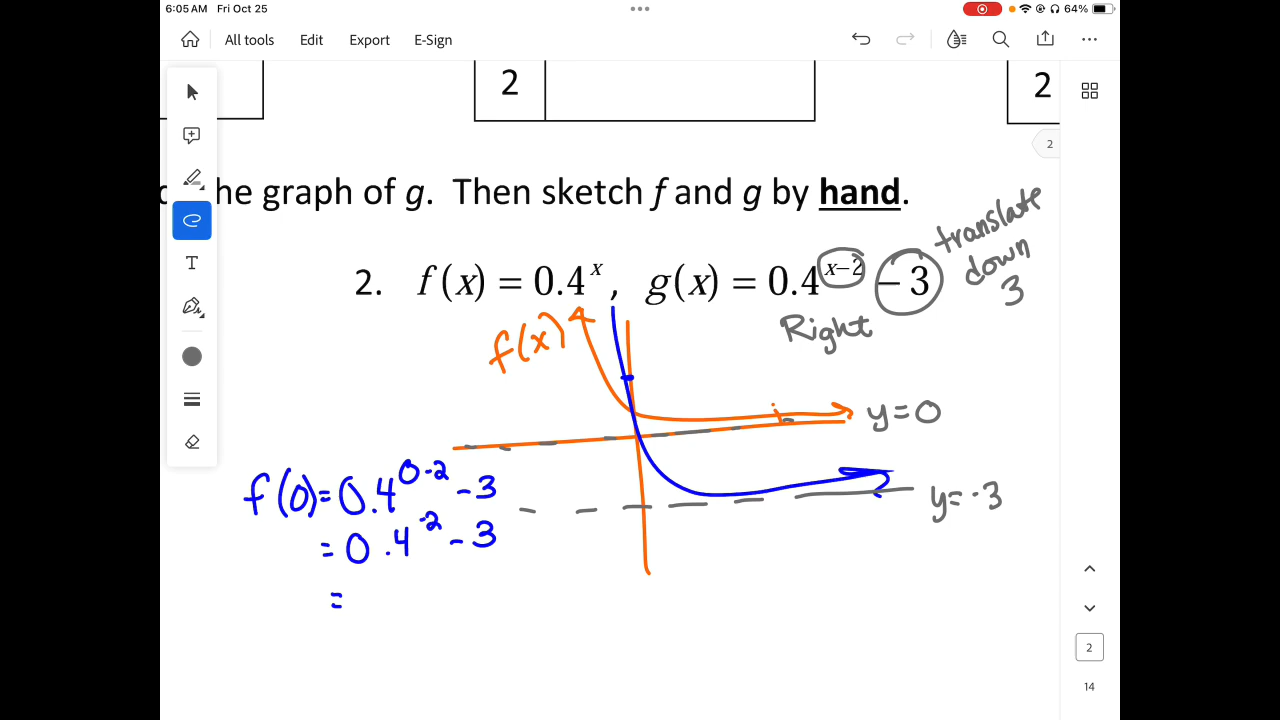 6:05 AM Fri Oct 25
64%
All tools Edit Export E-Sign
2
2
2
the graph of g. Then sketch f and g by hand.
translate
down
3
2. f(x) = 0.4^x, g(x) = 0.4^(x−2) − 3
Right
f(x)
y=0
f(0)=0.4^(0-2) -3
y=-3
= 0.4^-2 - 3
=
T
2
14